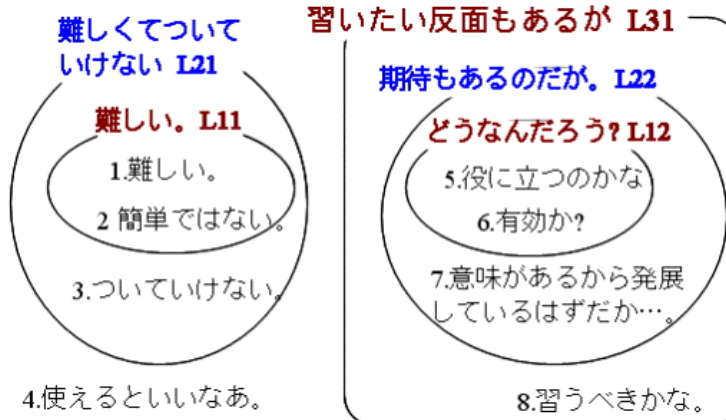 難しくてついて
いけない L21
難しい。L11
1.難しい。
2 簡単ではない。
3.ついていけない。
4.使えるといいなあ。
習いたい反面もあるが L31
期待もあるのだが。L22
どうなんだろう? L12
5.役に立つのかな
6.有効か?
7.意味があるから発展
しているはずだか…。
8.習うべきかな。